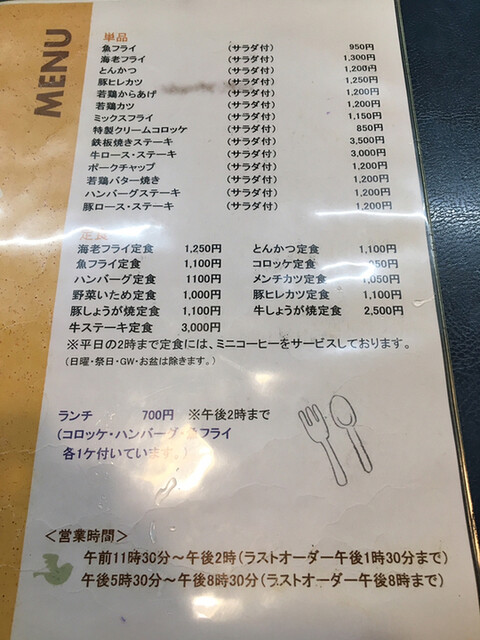 MENU
単品
魚フライ (サラダ付) 950円
海老フライ (サラダ付) 1,300円
とんかつ (サラダ付) 1,200円
豚ヒレカツ (サラダ付) 1,250円
若鶏からあげ (サラダ付) 1,200円
若鶏カツ (サラダ付) 1,200円
ミックスフライ (サラダ付) 1,150円
特製クリームコロッケ (サラダ付) 850円
鉄板焼きステーキ (サラダ付) 3,500円
牛ロース・ステーキ (サラダ付) 3,000円
ポークチャップ (サラダ付) 1,200円
若鶏バター焼き (サラダ付) 1,200円
ハンバーグステーキ (サラダ付) 1,200円
豚ロース・ステーキ (サラダ付) 1,200円
定食
海老フライ定食 1,250円 とんかつ定食 1,100円
魚フライ定食 1,100円 コロッケ定食 050円
ハンバーグ定食 1100円 メンチカツ定食 1,050円
野菜いため定食 1,000円 豚ヒレカツ定食 1,100円
豚しょうが焼定食 1,100円 牛しょうが焼定食 2,500円
牛ステーキ定食 3,000円
※平日の2時まで定食には、ミニコーヒーをサービスしております。
(日曜・祭日・GW・お盆は除きます。)
ランチ 700円 ※午後2時まで
(コロッケ・ハンバーグ・フライ
各1ケ付いています。)
<営業時間>
午前11時30分～午後2時(ラストオーダー午後1時30分まで)
午後5時30分～午後8時30分(ラストオーダー午後8時まで)